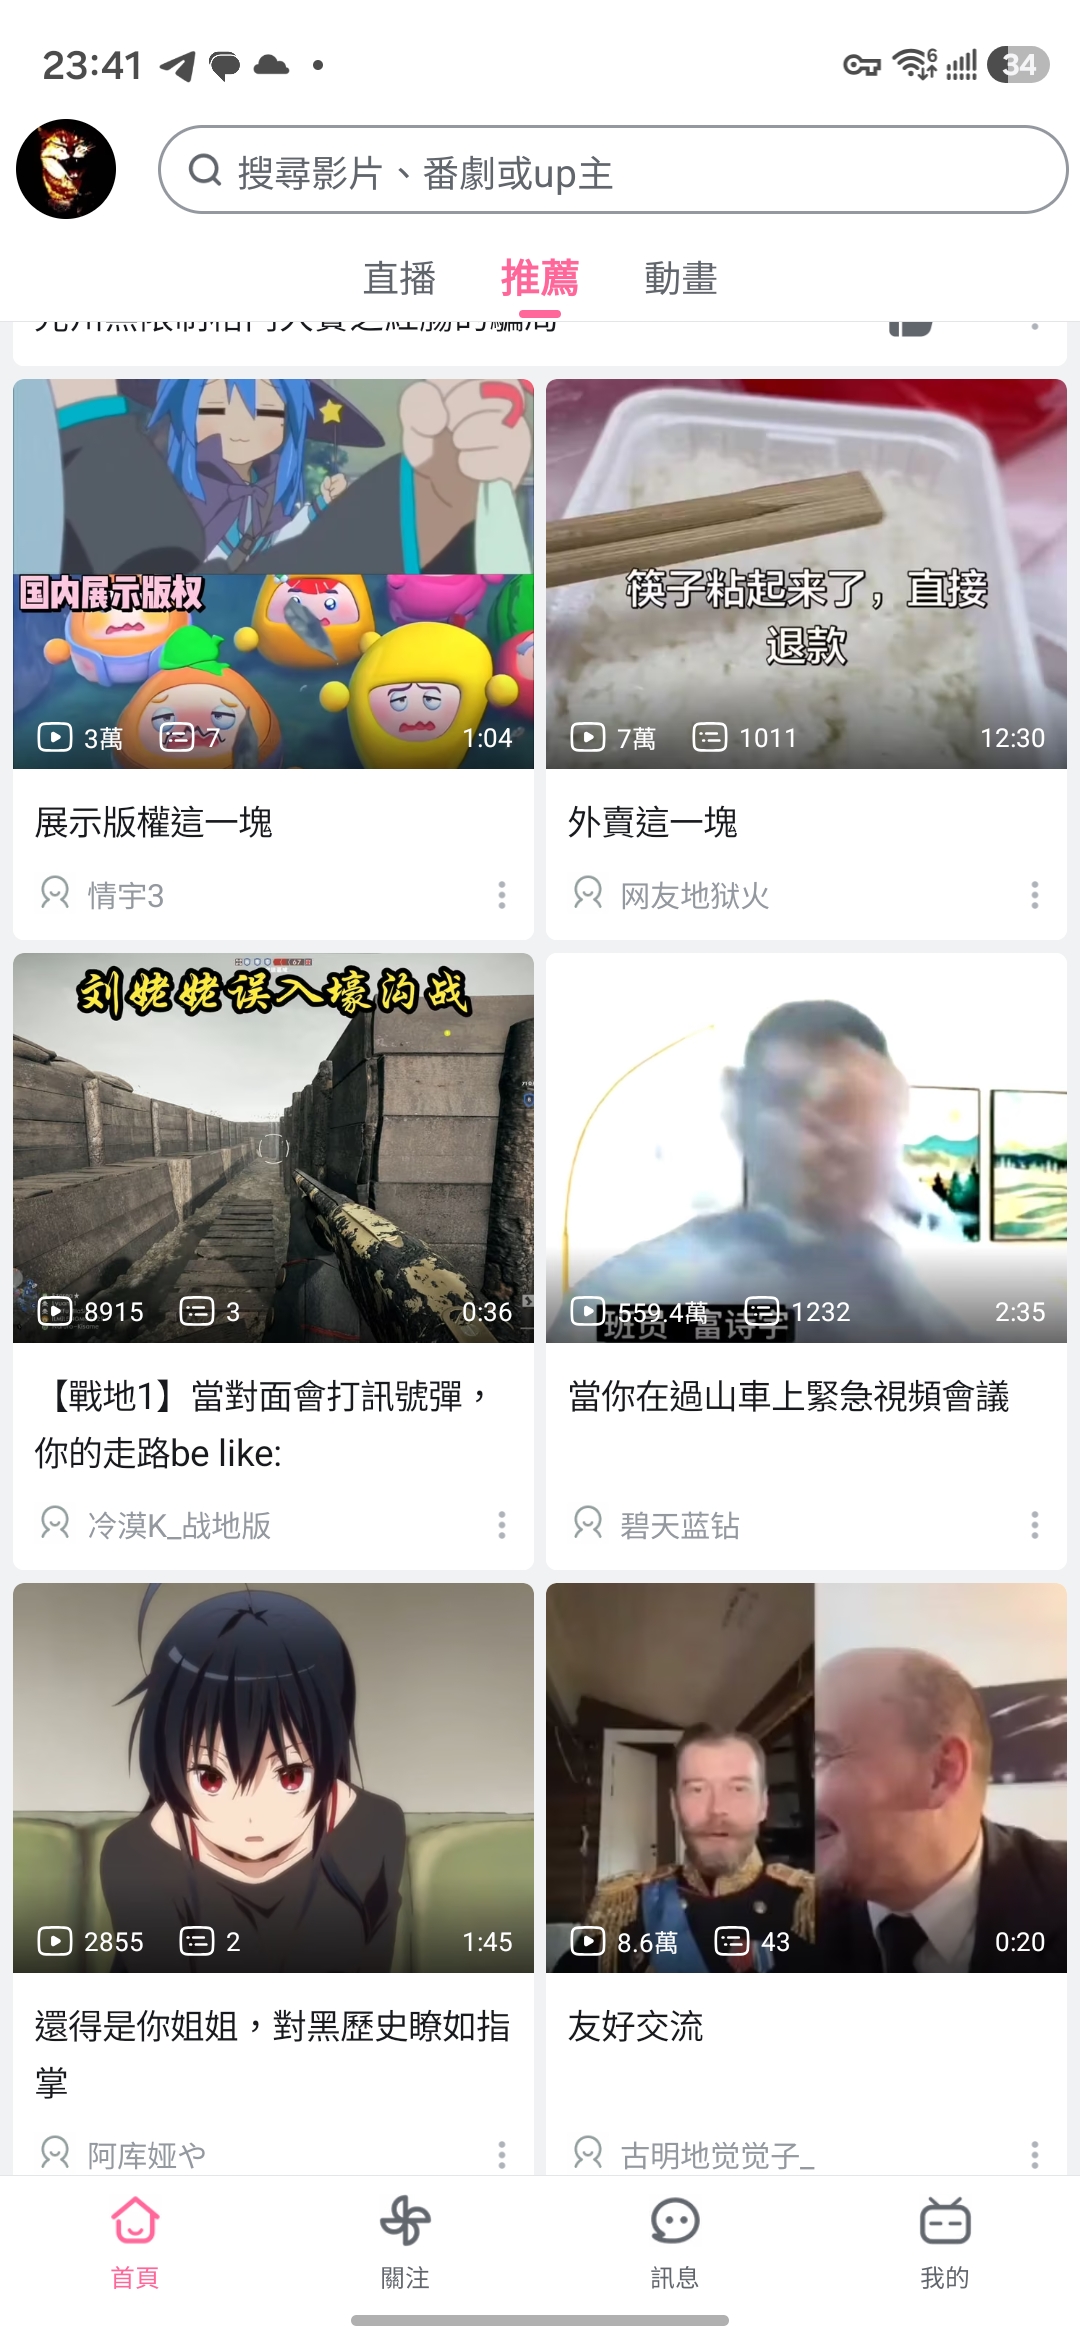 23:41
6
34
搜尋影片、番劇或up主
直播
推薦
動畫
国内展示版权
3萬
7
1:04
筷子粘起来了，直接
退款
7萬
1011
12:30
展示版權這一塊
外賣這一塊
情宇3
网友地狱火
刘姥姥误入壕沟战
8915
3
0:36
559.4萬
1232
2:35
【戰地1】當對面會打訊號彈，
你的走路be like:
當你在過山車上緊急視頻會議
冷漠K_战地版
碧天蓝钻
2855
2
1:45
8.6萬
43
0:20
還得是你姐姐，對黑歷史瞭如指
掌
友好交流
阿库娅や
古明地觉觉子_
首頁
關注
訊息
我的